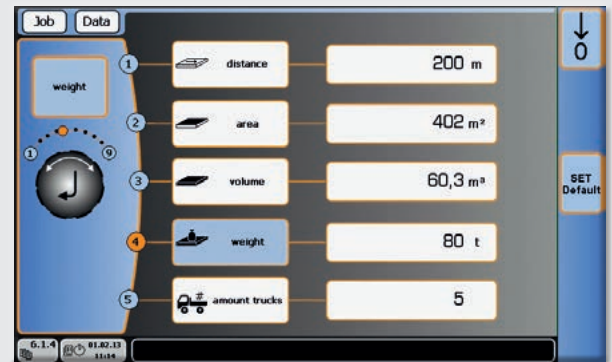 Job Data
↓
0
weight
1 9
1 distance 200 m
2 area 402 m²
3 volume 60,3 m³
SET
Default
4 weight 80 t
5 # amount trucks 5
6.1.4 01.02.13
11:14